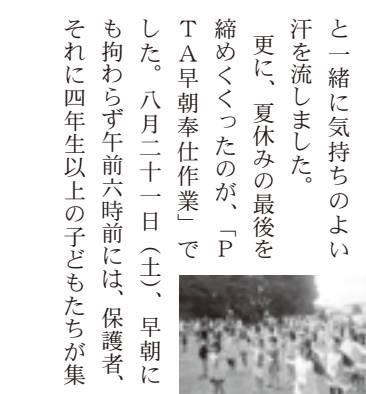 と一緒に気持ちのよい
汗を流しました。
　更に、夏休みの最後を
締めくくったのが、「P
TA早朝奉仕作業」で
した。八月二十一日（土）、早朝に
も拘わらず午前六時前には、保護者、
それに四年生以上の子どもたちが集